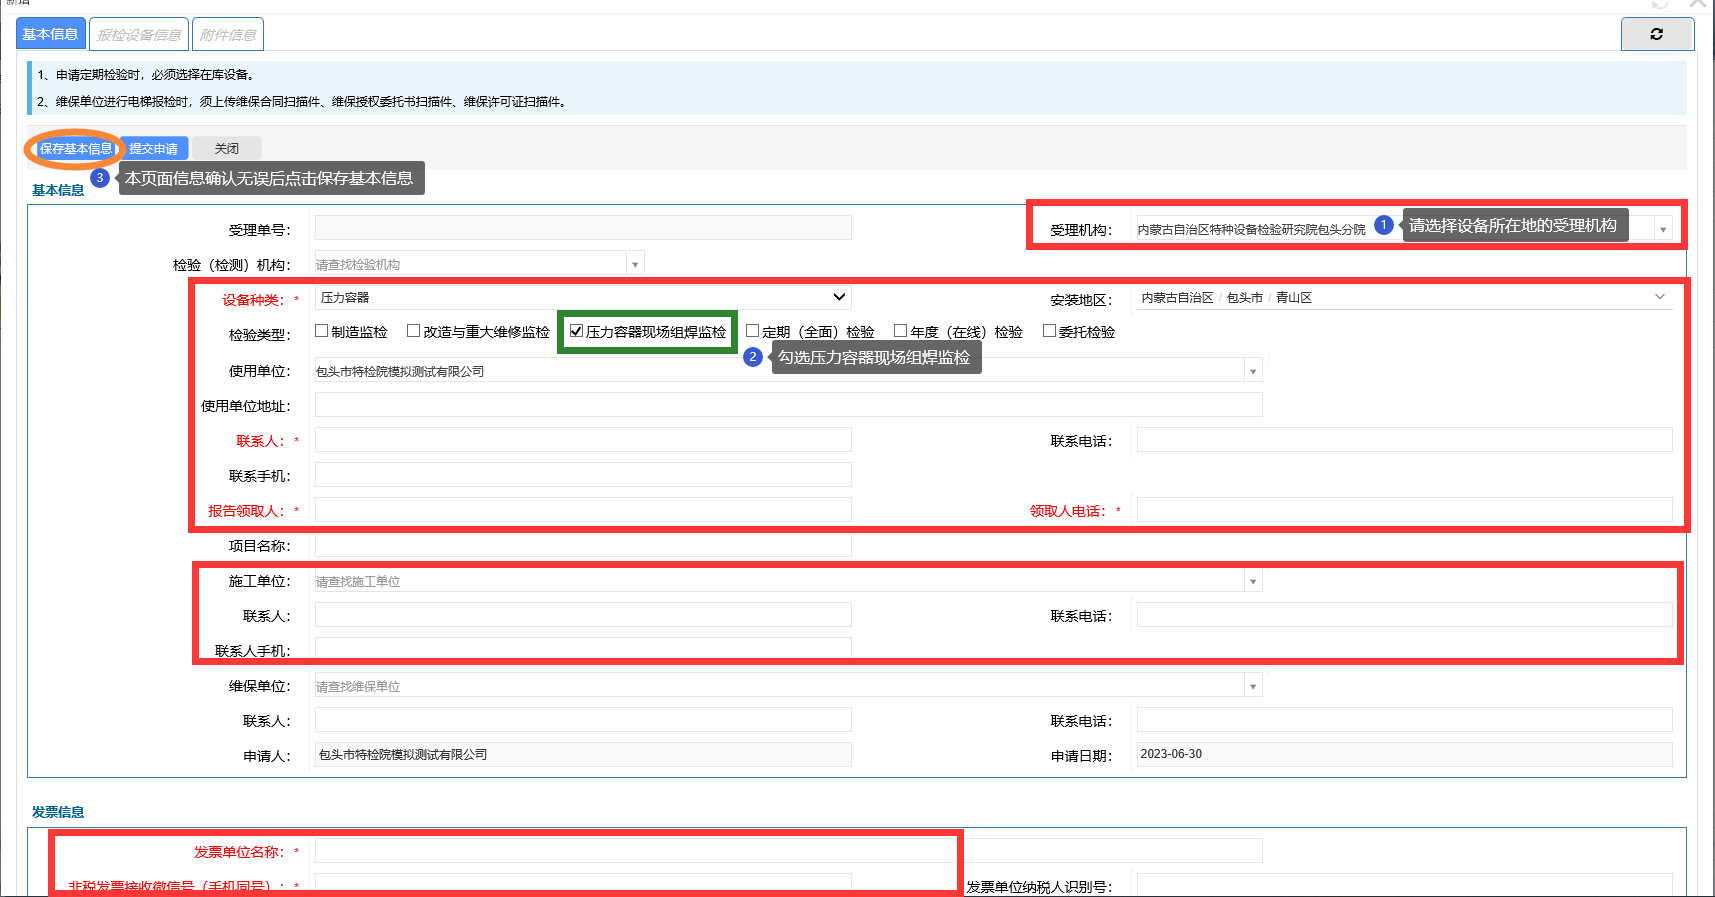 新增
基本信息 报检设备信息 附件信息
1、申请定期检验时，必须选择在库设备。
2、维保单位进行电梯报检时，须上传维保合同扫描件、维保授权委托书扫描件、维保许可证扫描件。
保存基本信息 提交申请 关闭
3 本页面信息确认无误后点击保存基本信息
基本信息
受理单号：
受理机构： 内蒙古自治区特种设备检验研究院包头分院 1 请选择设备所在地的受理机构
检验（检测）机构： 请查找检验机构
设备种类：* 压力容器
安装地区： 内蒙古自治区 / 包头市 / 青山区
检验类型： 制造监检 改造与重大维修监检 压力容器现场组焊监检 定期（全面）检验 年度（在线）检验 委托检验
2 勾选压力容器现场组焊监检
使用单位： 包头市特检院模拟测试有限公司
使用单位地址：
联系人：* 联系电话：
联系手机：
报告领取人：* 领取人电话：*
项目名称：
施工单位： 请查找施工单位
联系人： 联系电话：
联系人手机：
维保单位： 请查找维保单位
联系人： 联系电话：
申请人： 包头市特检院模拟测试有限公司 申请日期： 2023-06-30
发票信息
发票单位名称：*
非税发票接收微信号（手机同号）：* 发票单位纳税人识别号：